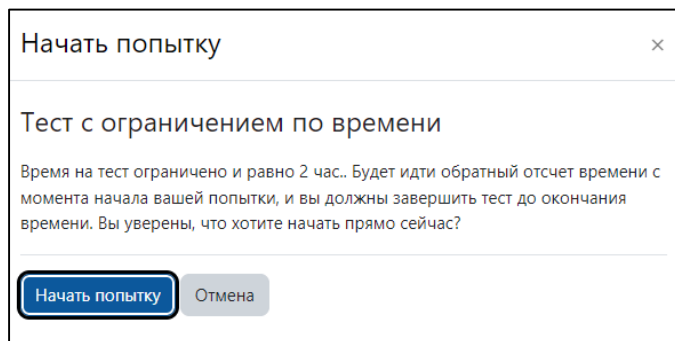 Начать попытку ×
Тест с ограничением по времени
Время на тест ограничено и равно 2 час.. Будет идти обратный отсчет времени с
момента начала вашей попытки, и вы должны завершить тест до окончания
времени. Вы уверены, что хотите начать прямо сейчас?
Начать попытку Отмена